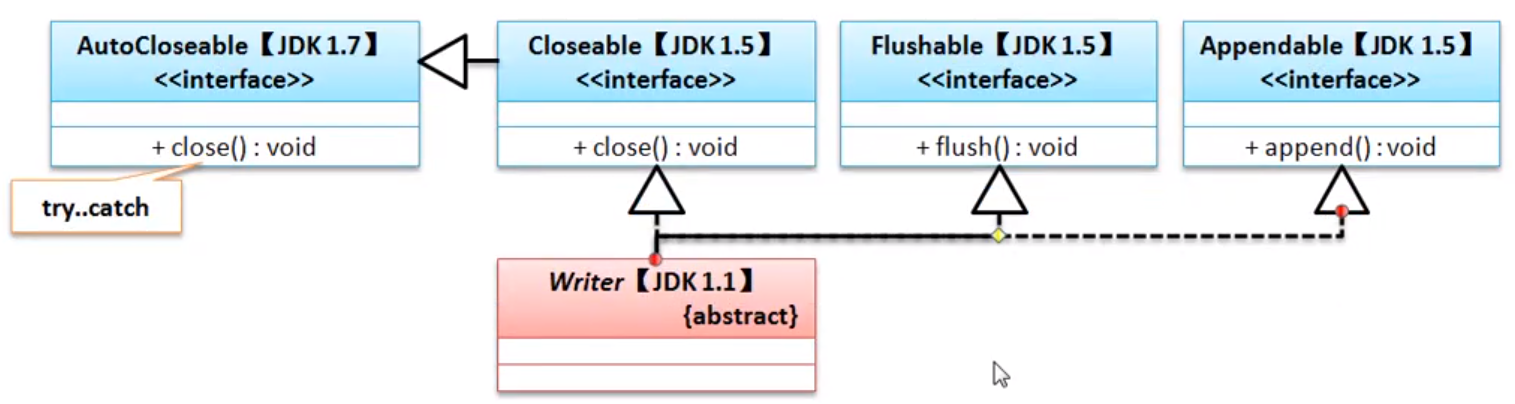 AutoCloseable【JDK 1.7】
<<interface>>
+ close() : void
try..catch
Closeable【JDK 1.5】
<<interface>>
+ close() : void
Flushable【JDK 1.5】
<<interface>>
+ flush() : void
Appendable【JDK 1.5】
<<interface>>
+ append() : void
Writer【JDK 1.1】
{abstract}